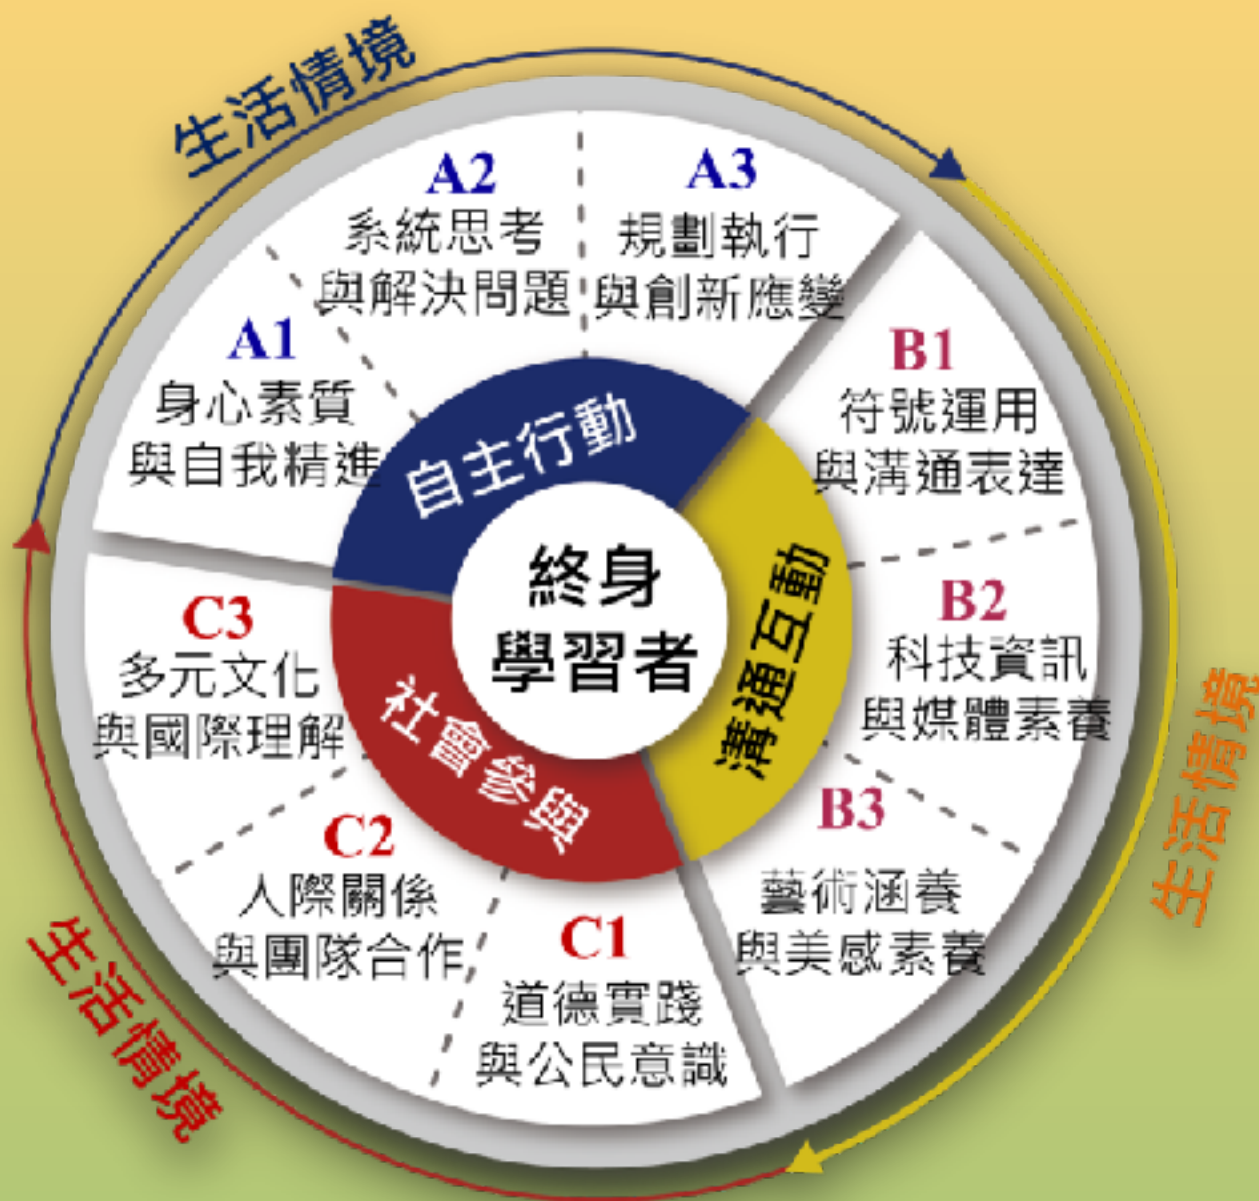 生活情境
A1
身心素質
與自我精進
A2
系統思考
與解決問題
A3
規劃執行
與創新應變
自主行動
B1
符號運用
與溝通表達
B2
科技資訊
與媒體素養
B3
藝術涵養
與美感素養
溝通互動
生活情境
C1
道德實踐
與公民意識
C2
人際關係
與團隊合作
C3
多元文化
與國際理解
社會參與
生活情境
終身
學習者